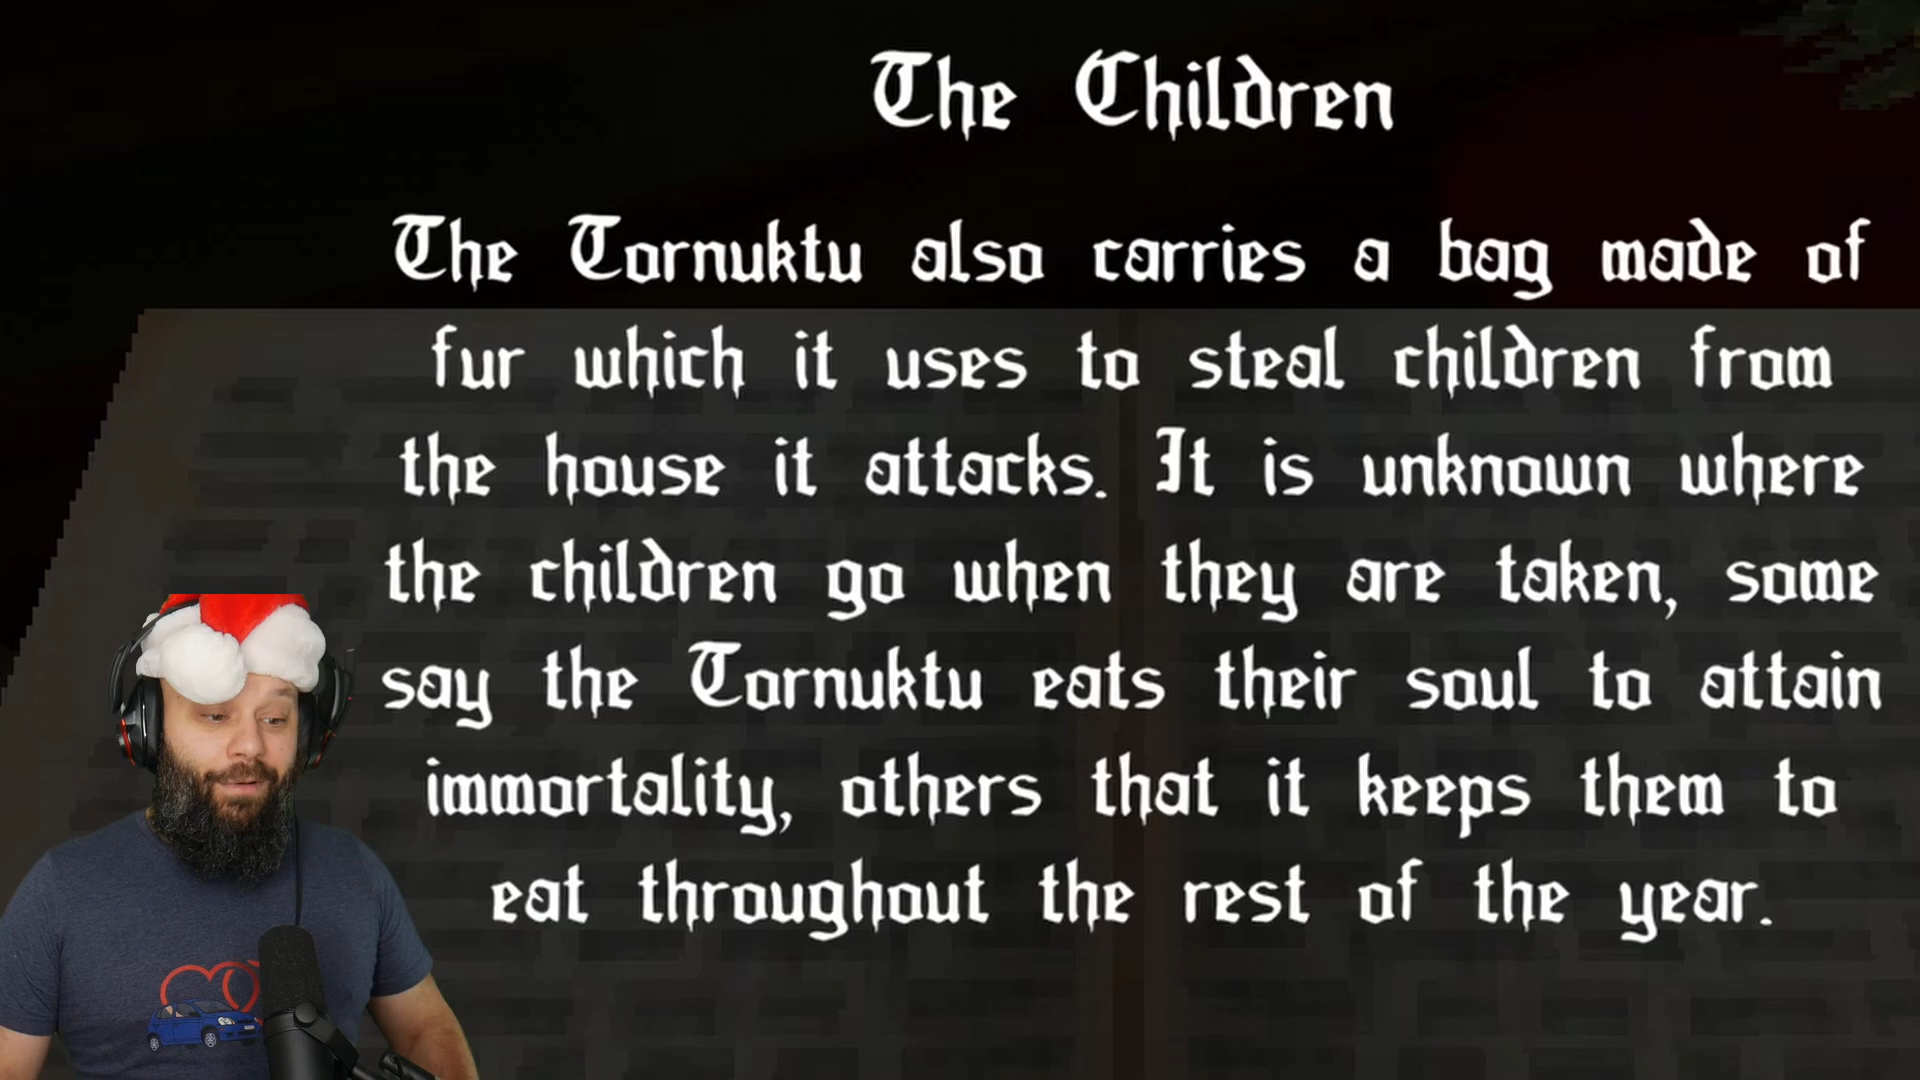 The Children
The Tornuktu also carries a bag made of
fur which it uses to steal children from
the house it attacks. It is unknown where
the children go when they are taken, some
say the Tornuktu eats their soul to attain
immortality, others that it keeps them to
eat throughout the rest of the year.